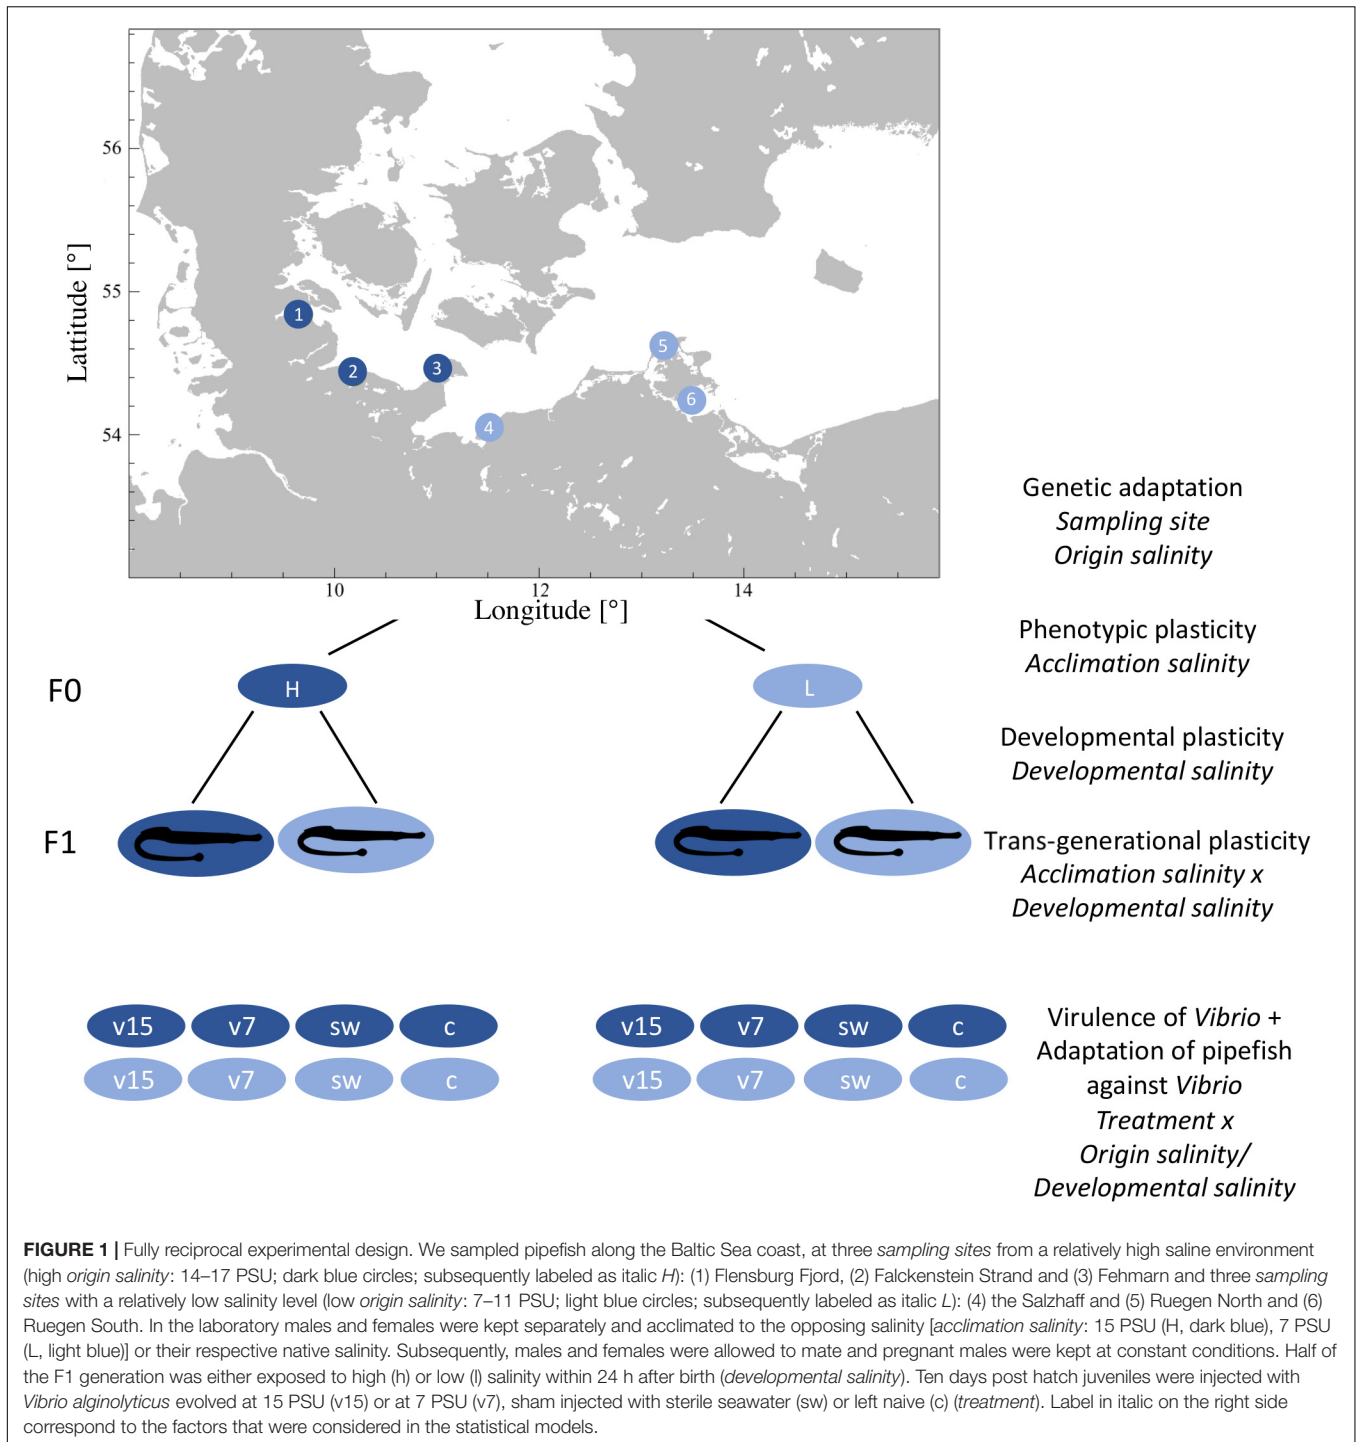 56
55
54
Lattitude [°]
1
2
3
4
5
6
10
12
14
Longitude [°]
Genetic adaptation
Sampling site
Origin salinity
Phenotypic plasticity
Acclimation salinity
F0
H
L
Developmental plasticity
Developmental salinity
F1
Trans-generational plasticity
Acclimation salinity x
Developmental salinity
v15 v7 sw c v15 v7 sw c
v15 v7 sw c v15 v7 sw c
Virulence of Vibrio +
Adaptation of pipefish
against Vibrio
Treatment x
Origin salinity/
Developmental salinity
FIGURE 1 | Fully reciprocal experimental design. We sampled pipefish along the Baltic Sea coast, at three sampling sites from a relatively high saline environment
(high origin salinity: 14–17 PSU; dark blue circles; subsequently labeled as italic H): (1) Flensburg Fjord, (2) Falckenstein Strand and (3) Fehmarn and three sampling
sites with a relatively low salinity level (low origin salinity: 7–11 PSU; light blue circles; subsequently labeled as italic L): (4) the Salzhaff and (5) Ruegen North and (6)
Ruegen South. In the laboratory males and females were kept separately and acclimated to the opposing salinity [acclimation salinity: 15 PSU (H, dark blue), 7 PSU
(L, light blue)] or their respective native salinity. Subsequently, males and females were allowed to mate and pregnant males were kept at constant conditions. Half of
the F1 generation was either exposed to high (h) or low (l) salinity within 24 h after birth (developmental salinity). Ten days post hatch juveniles were injected with
Vibrio alginolyticus evolved at 15 PSU (v15) or at 7 PSU (v7), sham injected with sterile seawater (sw) or left naive (c) (treatment). Label in italic on the right side
correspond to the factors that were considered in the statistical models.